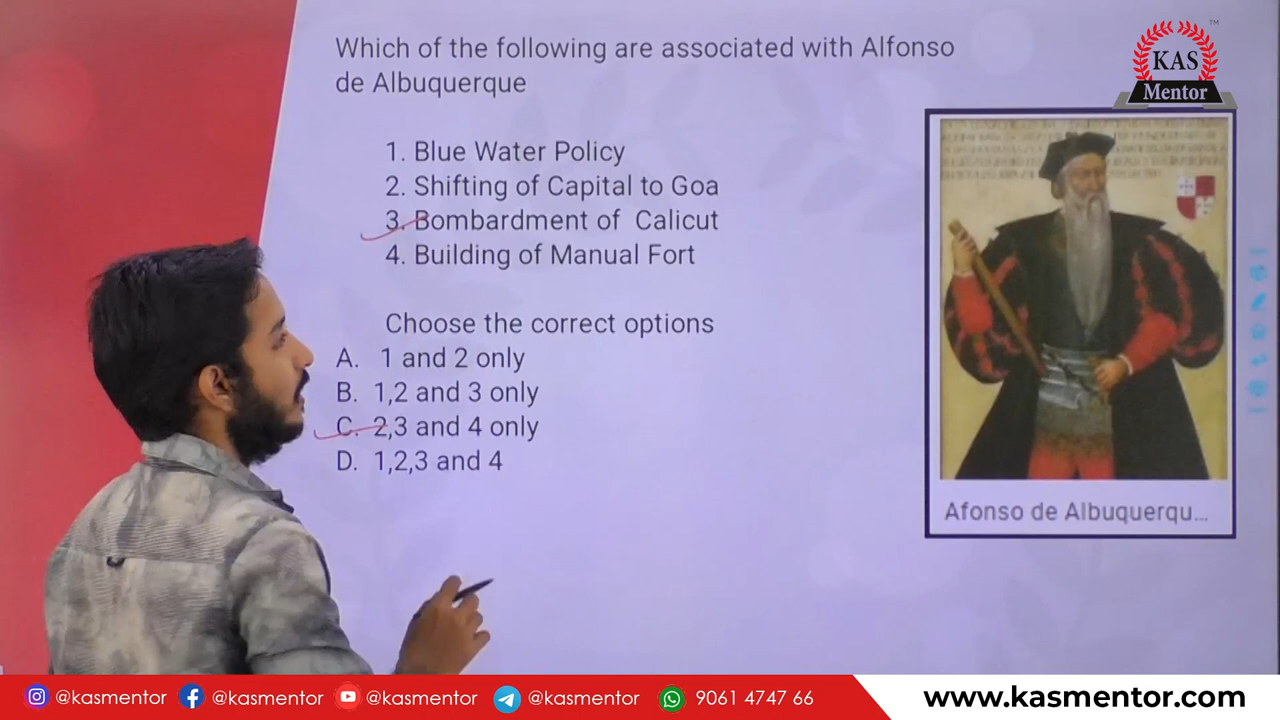 Which of the following are associated with Alfonso
de Albuquerque
1. Blue Water Policy
2. Shifting of Capital to Goa
3. Bombardment of Calicut
4. Building of Manual Fort
Choose the correct options
A. 1 and 2 only
B. 1,2 and 3 only
C. 2,3 and 4 only
D. 1,2,3 and 4
KAS
Mentor
TM
Afonso de Albuquerqu...
@kasmentor @kasmentor @kasmentor @kasmentor 9061 4747 66
www.kasmentor.com